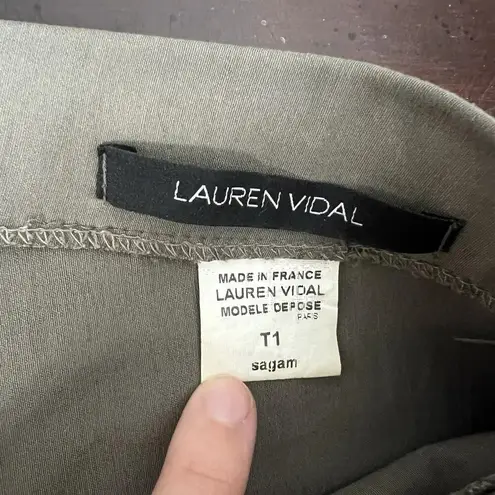 LAUREN VIDAL
MADE IN FRANCE
LAUREN VIDAL
MODELE DEPOSE
PARIS
T1
sagam